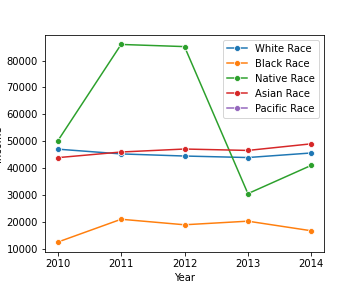 White Race
Black Race
Native Race
Asian Race
Pacific Race
80000
70000
60000
50000
40000
30000
20000
10000
2010 2011 2012 2013 2014
Year